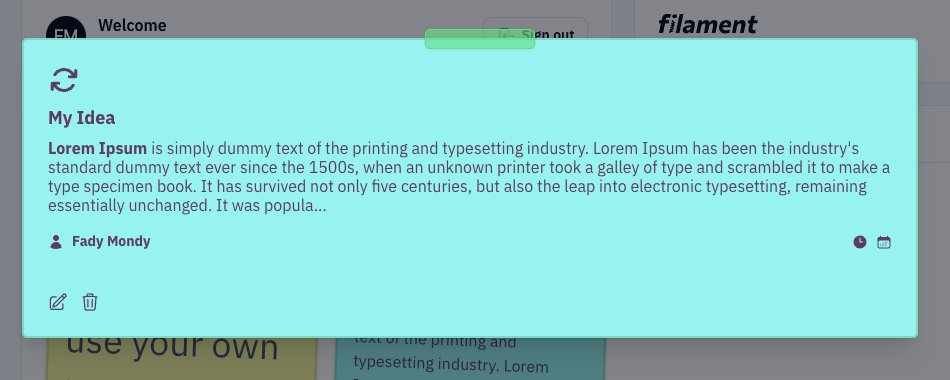 Welcome
filament
Sign out
My Idea
Lorem Ipsum is simply dummy text of the printing and typesetting industry. Lorem Ipsum has been the industry's
standard dummy text ever since the 1500s, when an unknown printer took a galley of type and scrambled it to make a
type specimen book. It has survived not only five centuries, but also the leap into electronic typesetting, remaining
essentially unchanged. It was popula...
Fady Mondy
use your own
text of the printing and
typesetting industry. Lorem